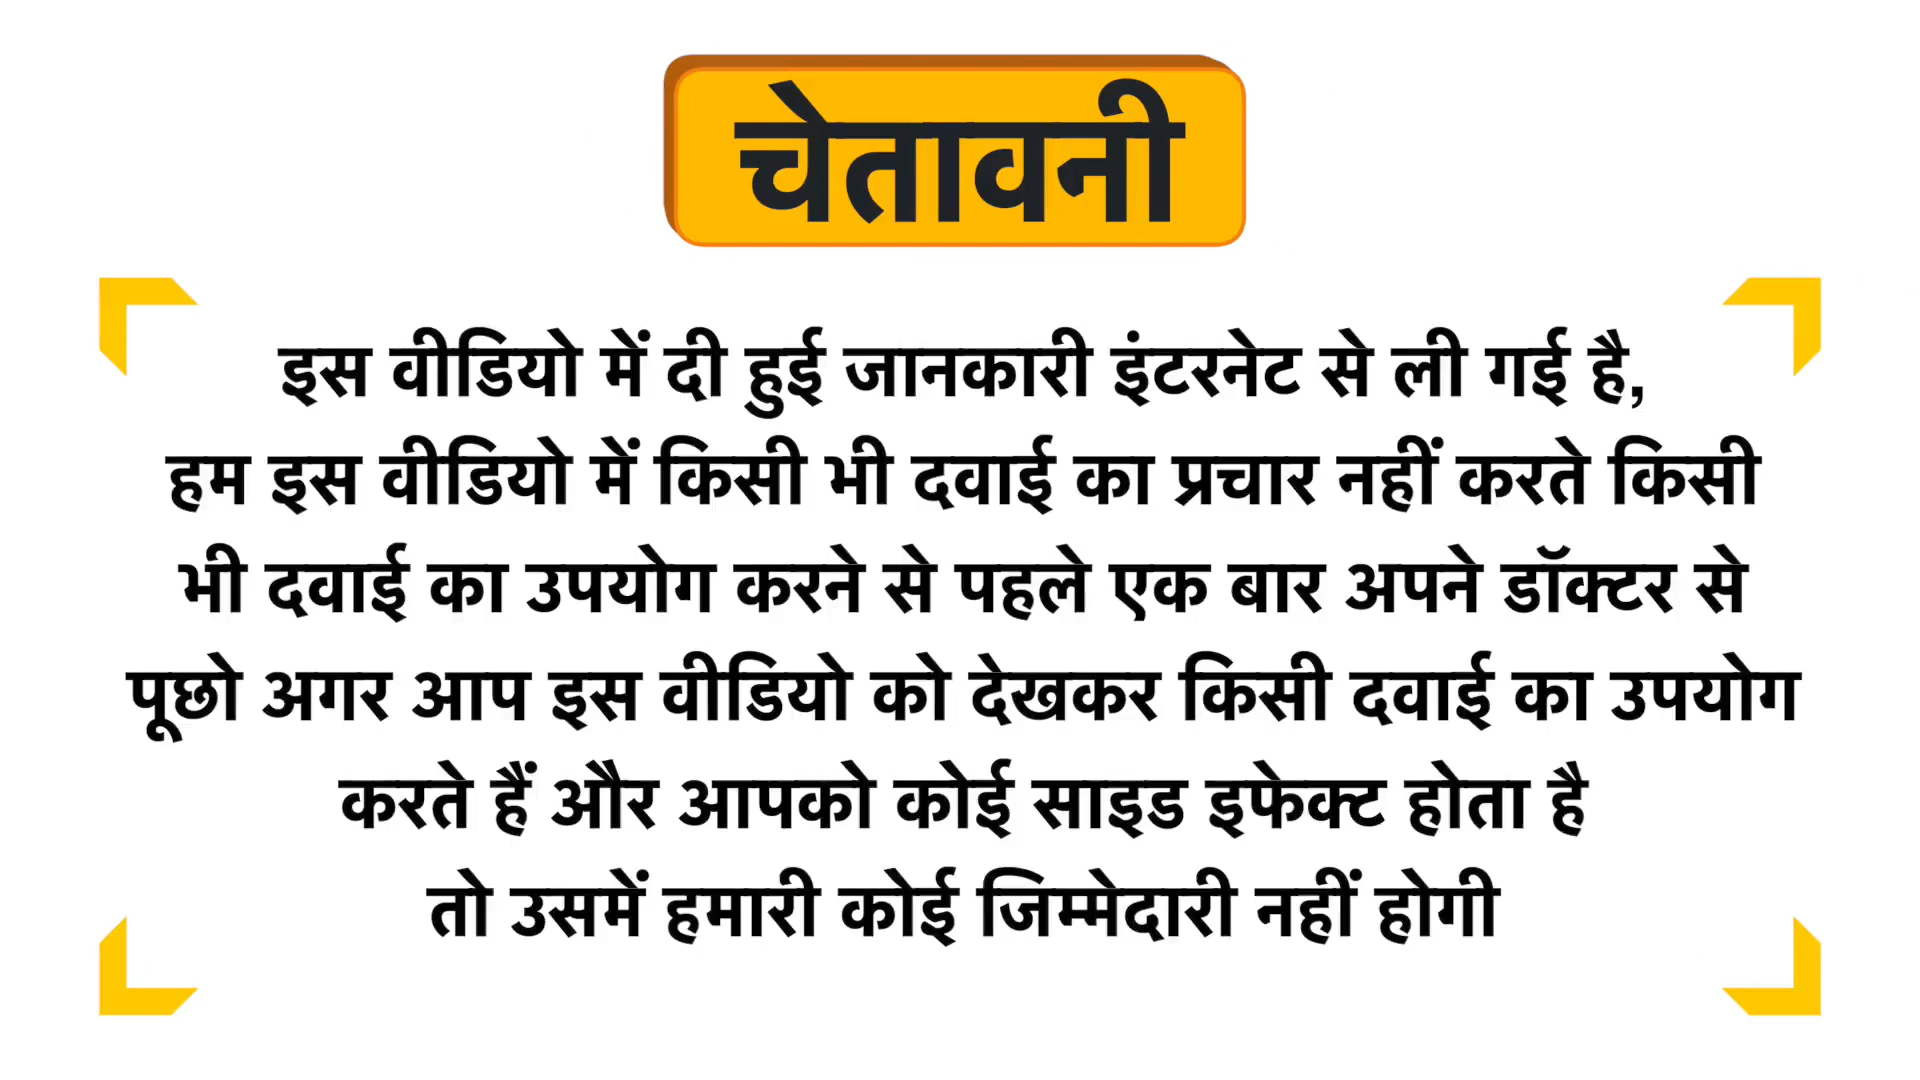 चेतावनी
इस वीडियो में दी हुई जानकारी इंटरनेट से ली गई है,
हम इस वीडियो में किसी भी दवाई का प्रचार नहीं करते किसी
भी दवाई का उपयोग करने से पहले एक बार अपने डॉक्टर से
पूछो अगर आप इस वीडियो को देखकर किसी दवाई का उपयोग
करते हैं और आपको कोई साइड इफेक्ट होता है
तो उसमें हमारी कोई जिम्मेदारी नहीं होगी